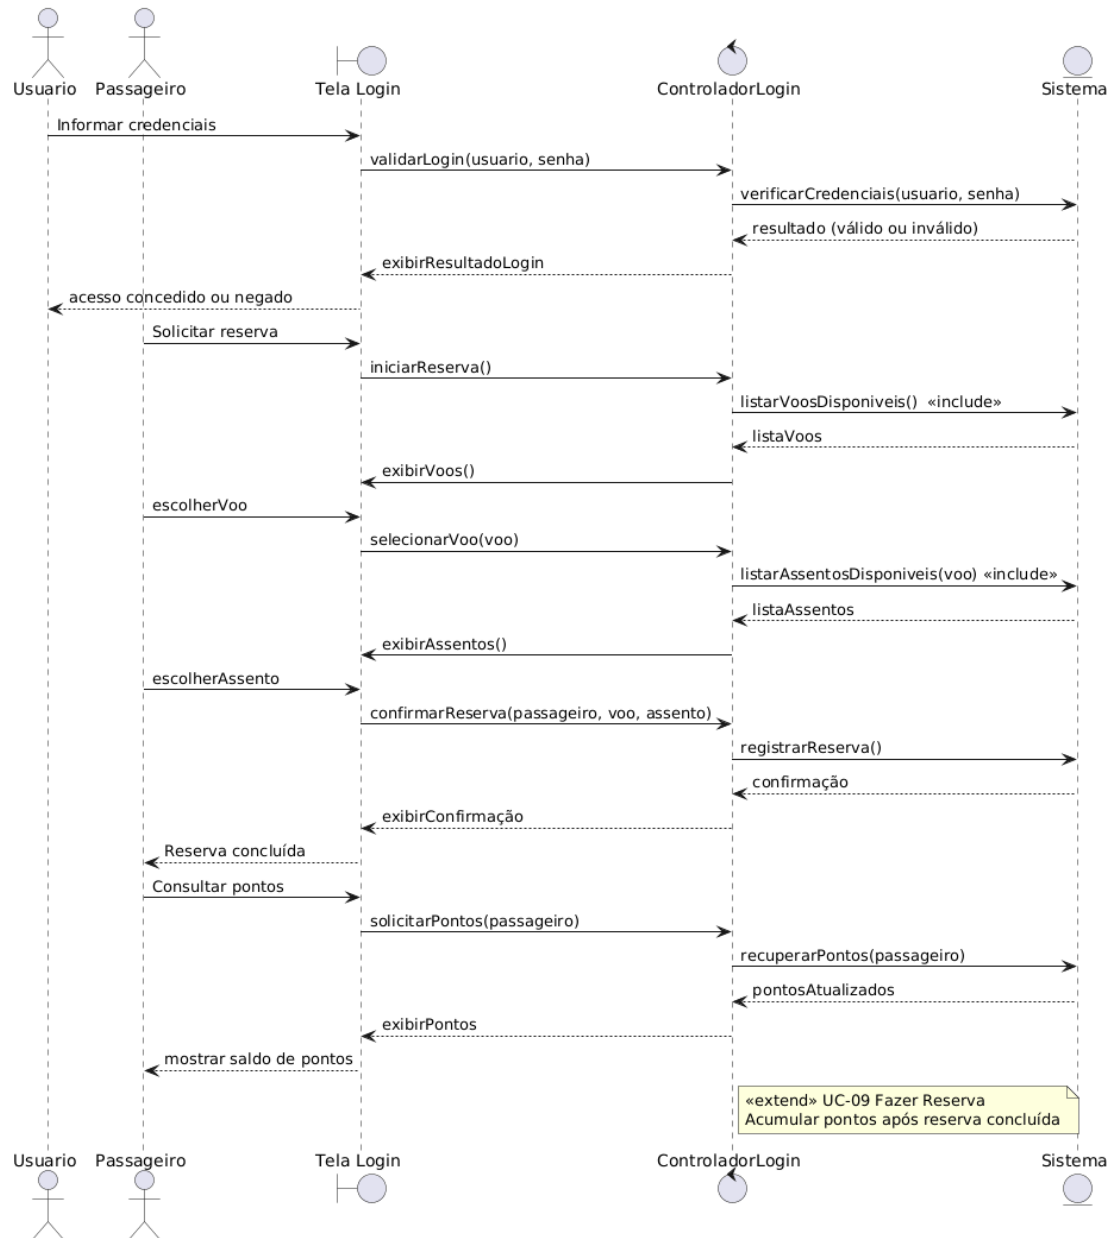 Usuario Passageiro Tela Login ControladorLogin Sistema
Informar credenciais
validarLogin(usuario, senha)
verificarCredenciais(usuario, senha)
resultado (válido ou inválido)
exibirResultadoLogin
acesso concedido ou negado
Solicitar reserva
iniciarReserva()
listarVoosDisponiveis() «include»
listaVoos
exibirVoos()
escolherVoo
selecionarVoo(voo)
listarAssentosDisponiveis(voo) «include»
listaAssentos
exibirAssentos()
escolherAssento
confirmarReserva(passageiro, voo, assento)
registrarReserva()
confirmação
exibirConfirmação
Reserva concluída
Consultar pontos
solicitarPontos(passageiro)
recuperarPontos(passageiro)
pontosAtualizados
exibirPontos
mostrar saldo de pontos
«extend» UC-09 Fazer Reserva
Acumular pontos após reserva concluída
Usuario Passageiro Tela Login ControladorLogin Sistema